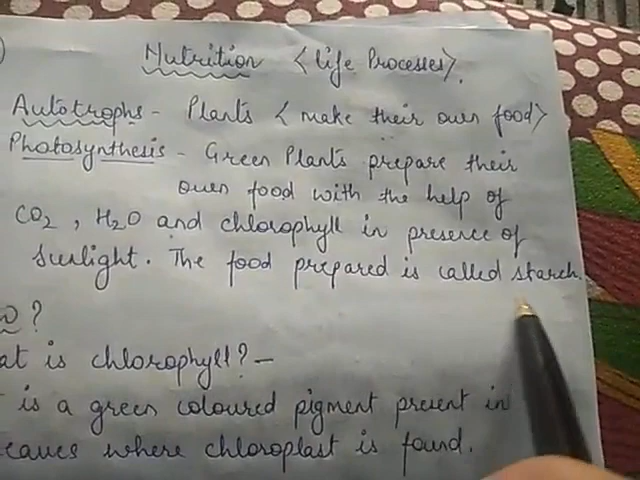 Nutrition <life Processes>.
Autotrophs - Plants < make their own food>
Photosynthesis - Green Plants prepare their
own food with the help of
CO2, H2O and chlorophyll in presence of
Sunlight. The food prepared is called starch.
?
at is chlorophyll? -
is a green coloured pigment present in
eaves where chloroplast is found.